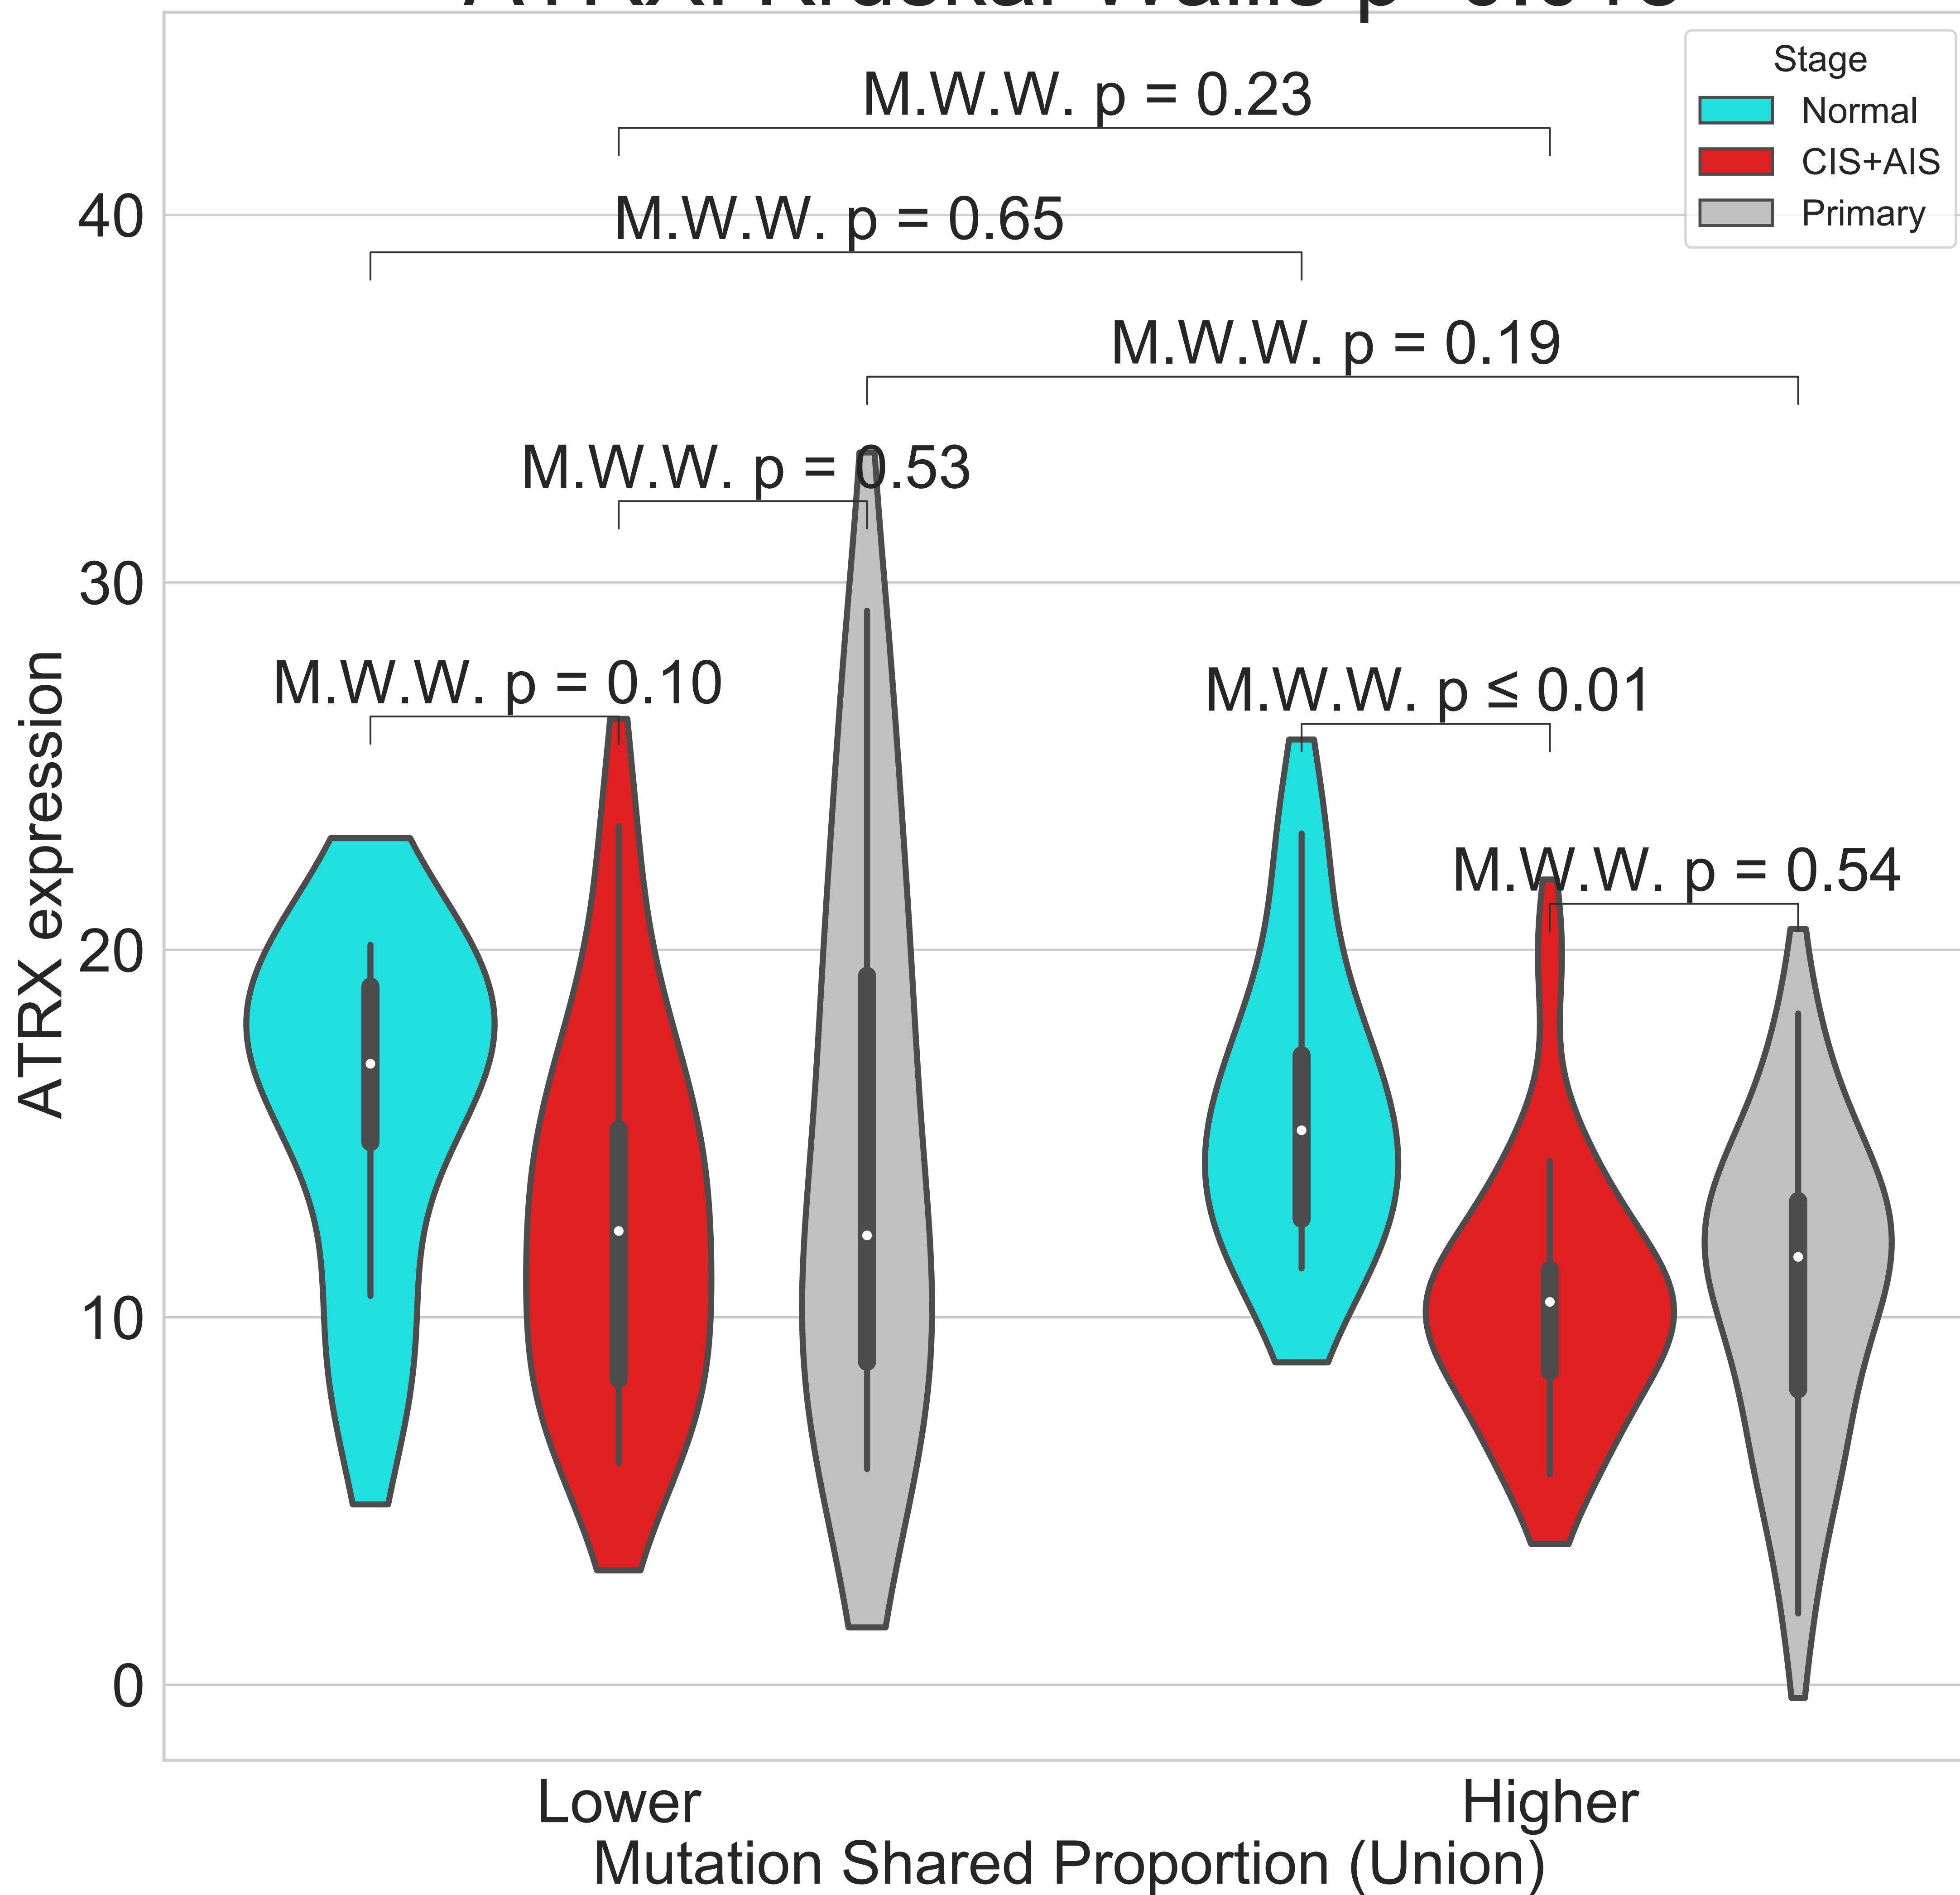 M.W.W. p = 0.23
M.W.W. p = 0.65
M.W.W. p = 0.19
M.W.W. p = 0.53
M.W.W. p = 0.10
M.W.W. p ≤ 0.01
M.W.W. p = 0.54
Stage
Normal
CIS+AIS
Primary
ATRX expression
40
30
20
10
0
Lower
Higher
Mutation Shared Proportion (Union)